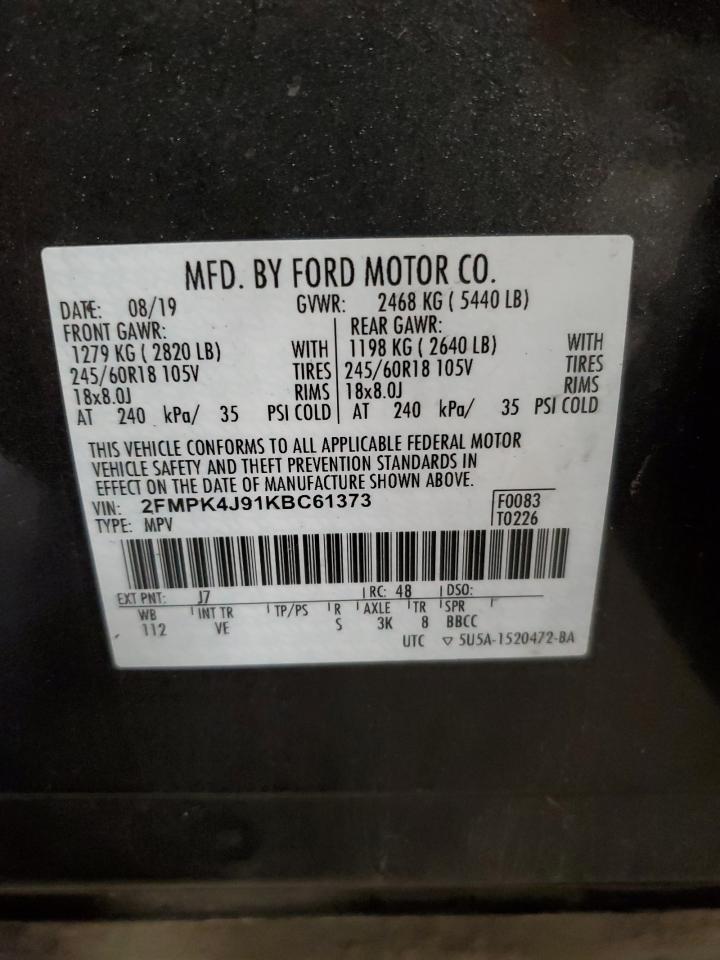 MFD. BY FORD MOTOR CO.
DATE: 08/19 GVWR: 2468 KG ( 5440 LB)
FRONT GAWR: REAR GAWR:
1279 KG ( 2820 LB) WITH 1198 KG ( 2640 LB) WITH
245/60R18 105V TIRES 245/60R18 105V TIRES
18x8.0J RIMS 18x8.0J RIMS
AT 240 kPa/ 35 PSI COLD AT 240 kPa/ 35 PSI COLD
THIS VEHICLE CONFORMS TO ALL APPLICABLE FEDERAL MOTOR
VEHICLE SAFETY AND THEFT PREVENTION STANDARDS IN
EFFECT ON THE DATE OF MANUFACTURE SHOWN ABOVE.
VIN: 2FMPK4J91KBC61373 F0083
TYPE: MPV T0226
EXT PNT: J7 RC: 48 DSO:
WB INT TR TP/PS R AXLE TR SPR
112 VE S 3K 8 BBCC
UTC ▽ 5U5A-1520472-BA